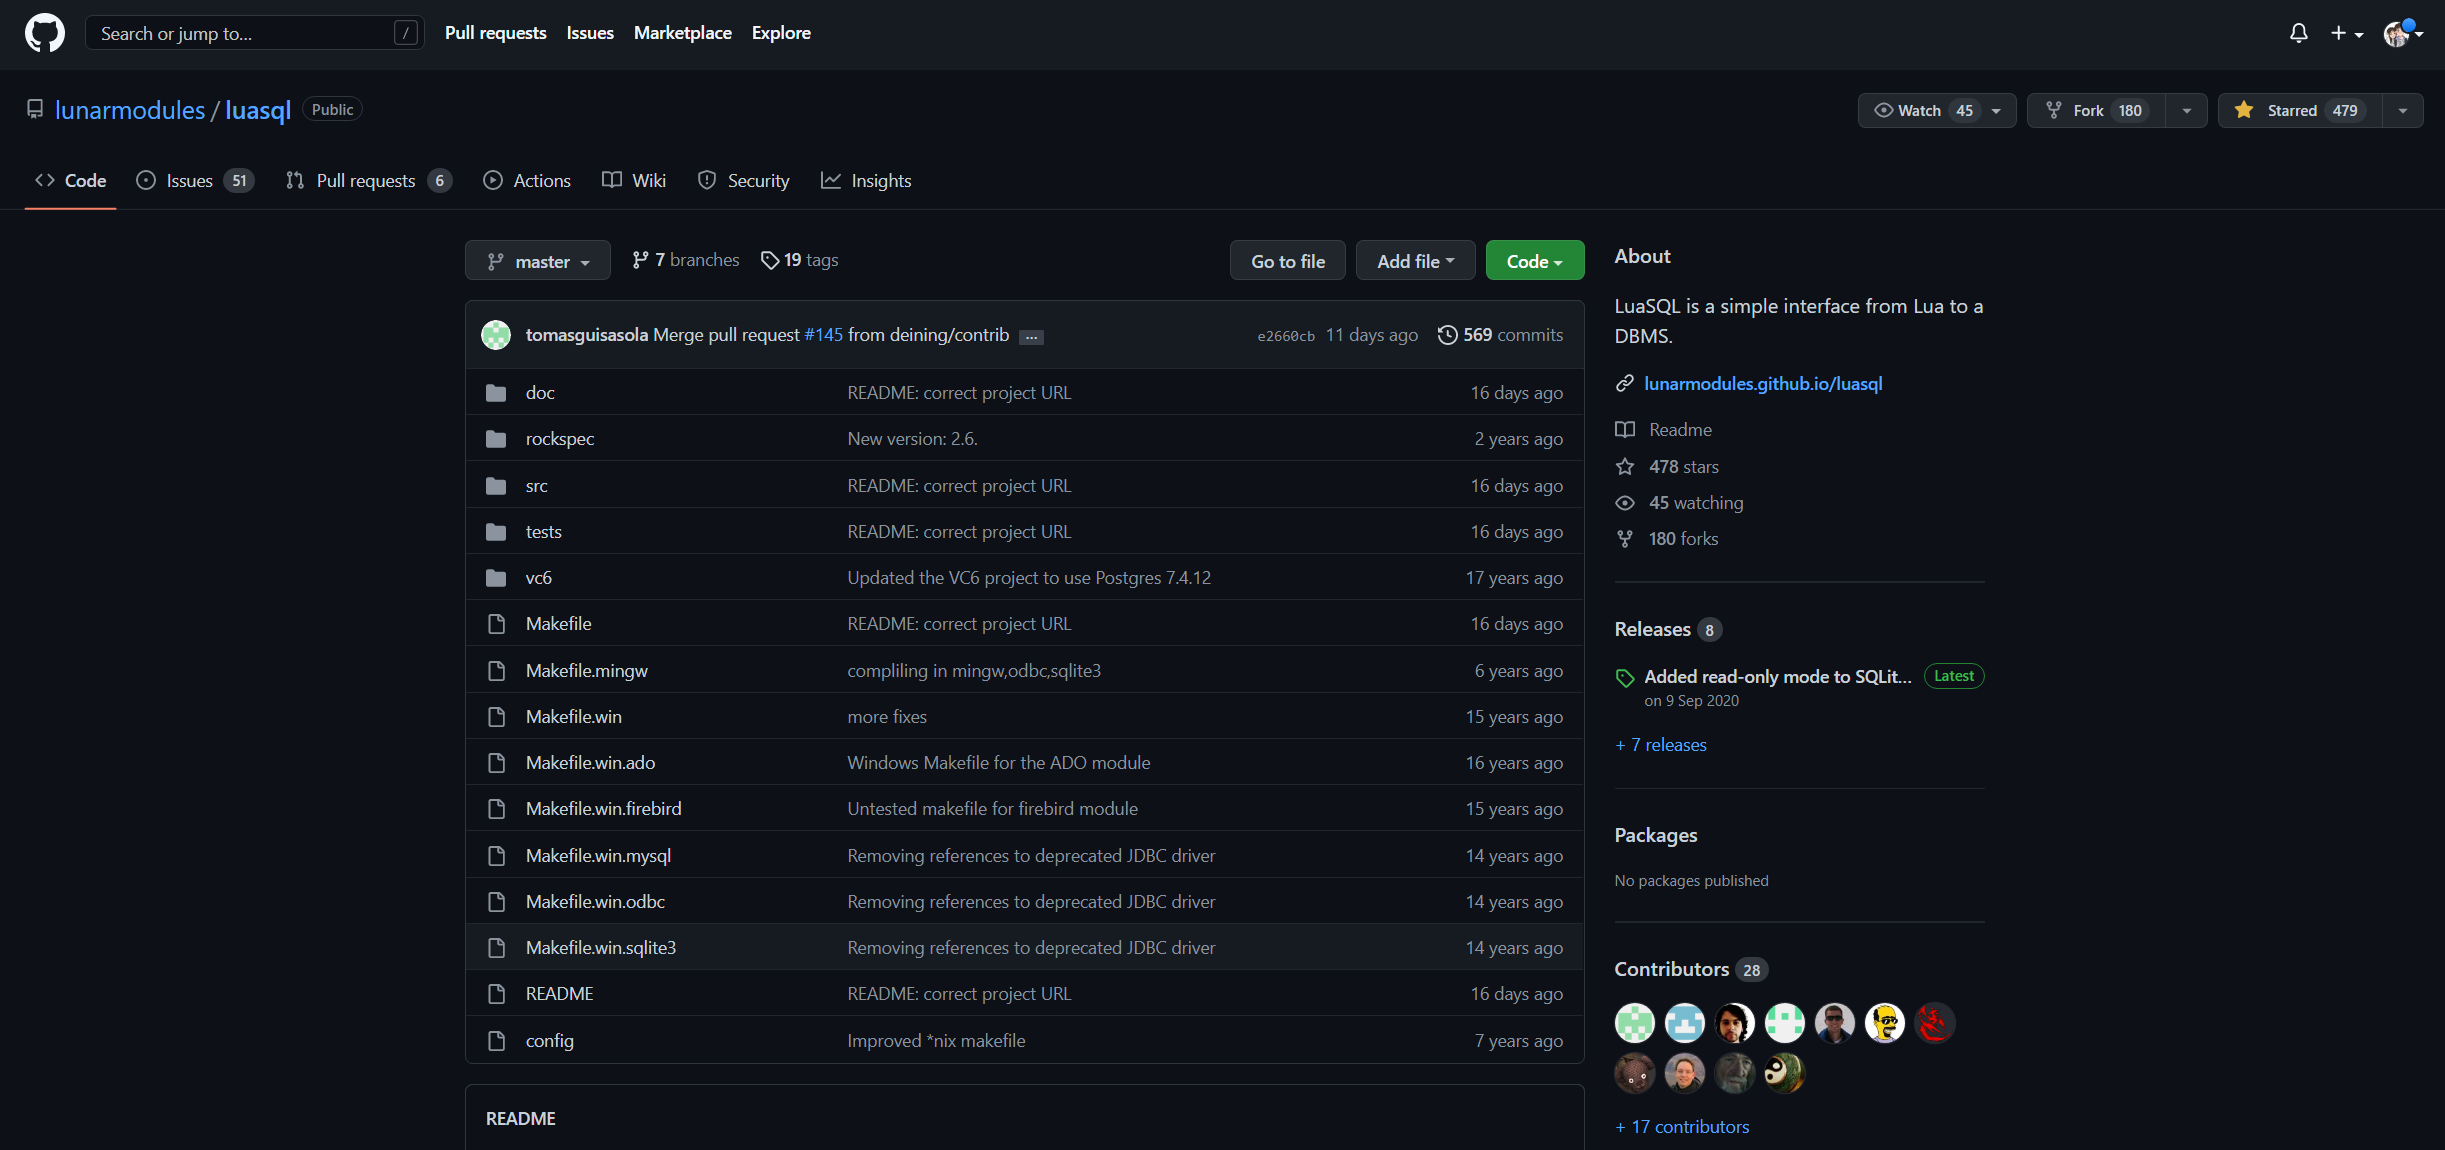 Search or jump to... /
Pull requests Issues Marketplace Explore
lunarmodules / luasql Public
Watch 45 Fork 180 Starred 479
Code Issues 51 Pull requests 6 Actions Wiki Security Insights
master 7 branches 19 tags Go to file Add file Code
tomasguisasola Merge pull request #145 from deining/contrib ... e2660cb 11 days ago 569 commits
doc README: correct project URL 16 days ago
rockspec New version: 2.6. 2 years ago
src README: correct project URL 16 days ago
tests README: correct project URL 16 days ago
vc6 Updated the VC6 project to use Postgres 7.4.12 17 years ago
Makefile README: correct project URL 16 days ago
Makefile.mingw compliling in mingw,odbc,sqlite3 6 years ago
Makefile.win more fixes 15 years ago
Makefile.win.ado Windows Makefile for the ADO module 16 years ago
Makefile.win.firebird Untested makefile for firebird module 15 years ago
Makefile.win.mysql Removing references to deprecated JDBC driver 14 years ago
Makefile.win.odbc Removing references to deprecated JDBC driver 14 years ago
Makefile.win.sqlite3 Removing references to deprecated JDBC driver 14 years ago
README README: correct project URL 16 days ago
config Improved *nix makefile 7 years ago
README
About
LuaSQL is a simple interface from Lua to a
DBMS.
lunarmodules.github.io/luasql
Readme
478 stars
45 watching
180 forks
Releases 8
Added read-only mode to SQLit... Latest
on 9 Sep 2020
+ 7 releases
Packages
No packages published
Contributors 28
+ 17 contributors